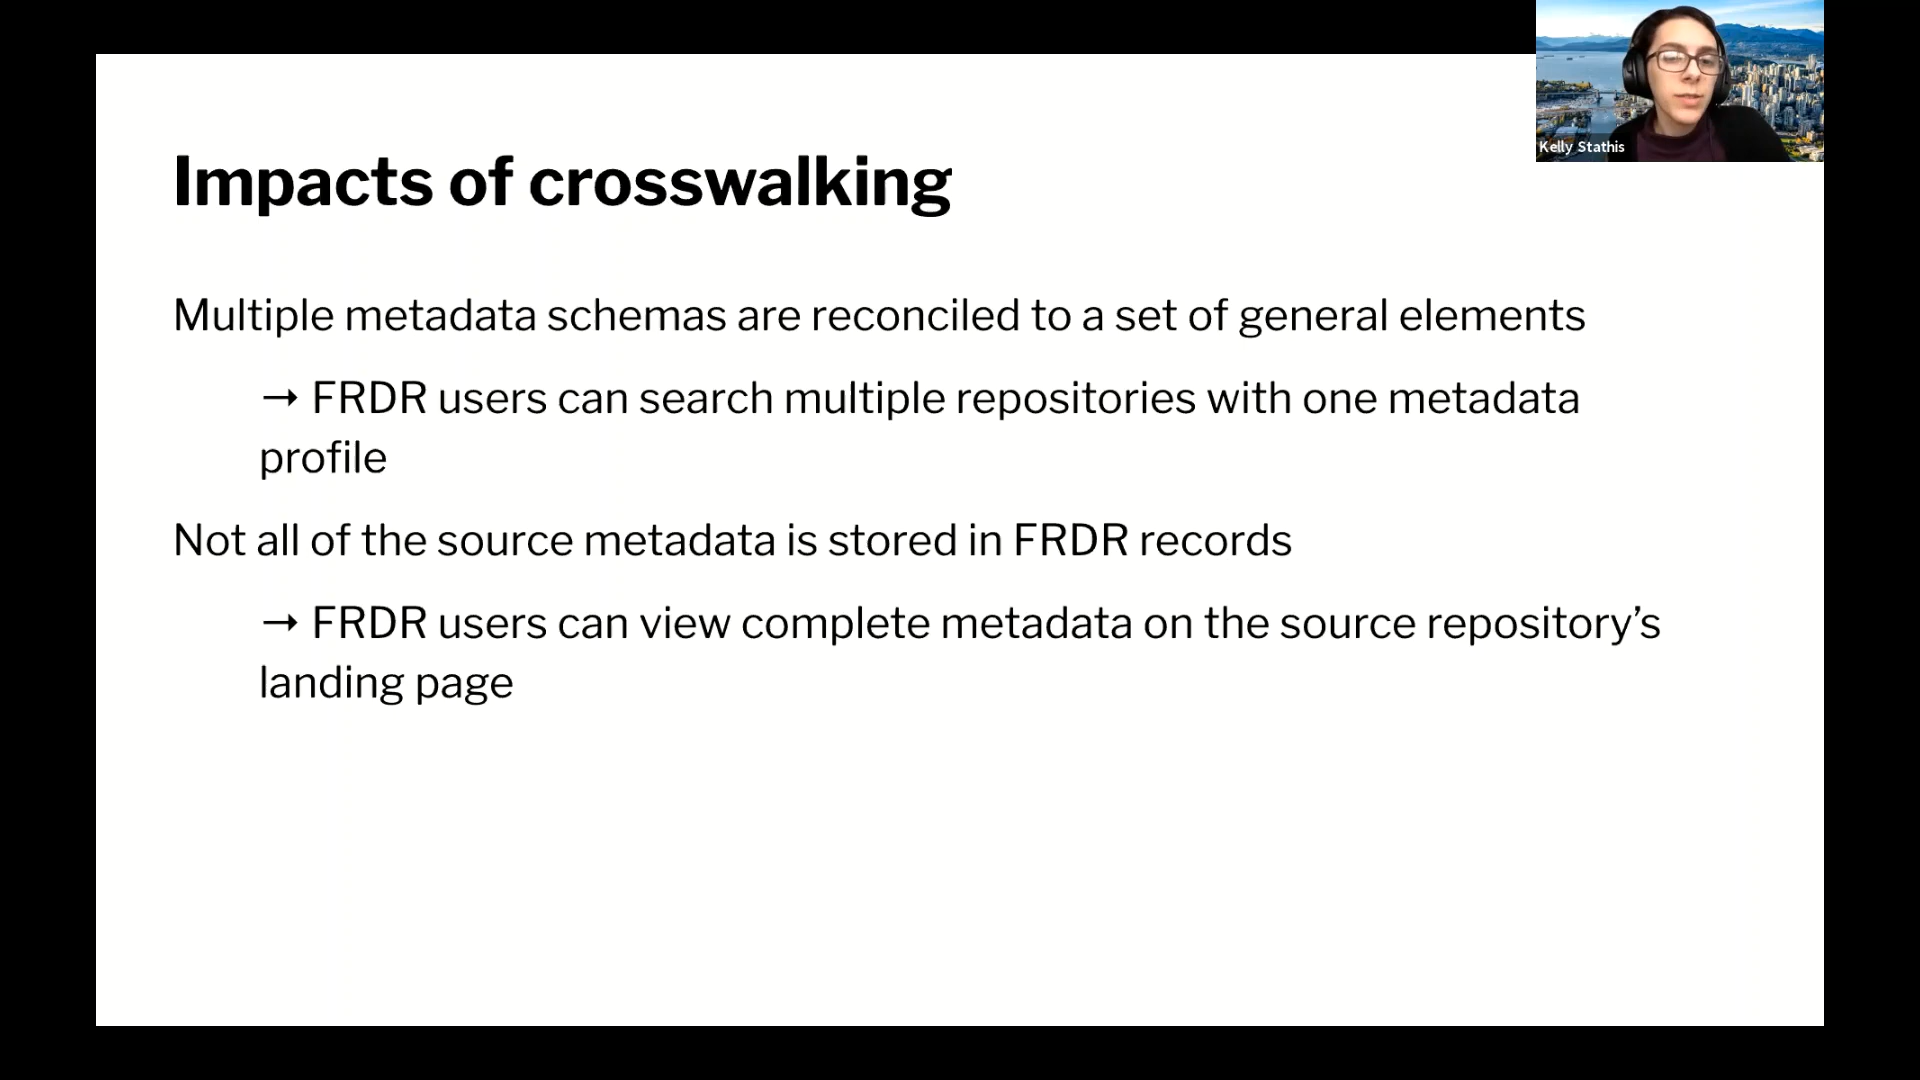 Kelly Stathis
Impacts of crosswalking
Multiple metadata schemas are reconciled to a set of general elements
→ FRDR users can search multiple repositories with one metadata
profile
Not all of the source metadata is stored in FRDR records
→ FRDR users can view complete metadata on the source repository’s
landing page